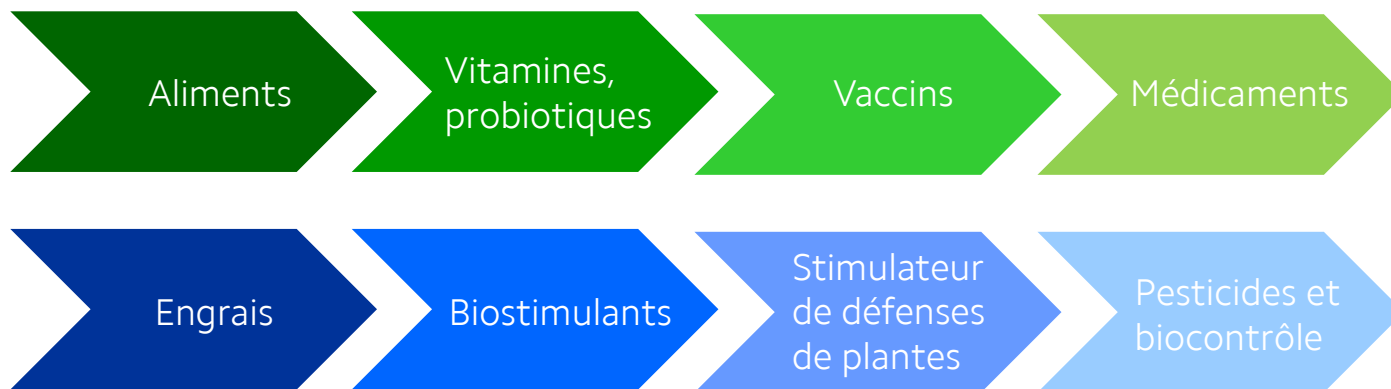 Aliments
Vitamines,
probiotiques
Vaccins
Médicaments
Engrais
Biostimulants
Stimulateur
de défenses
de plantes
Pesticides et
biocontrôle